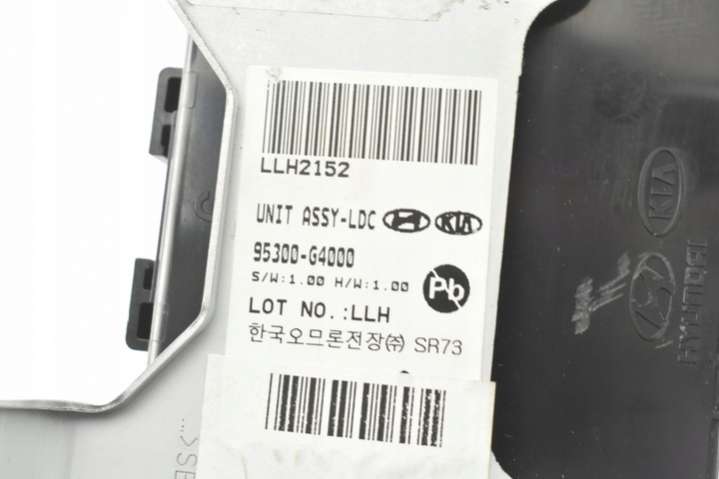 LLH2152
UNIT ASSY-LDC HYUNDAI KIA
95300-G4000
S/W:1.00 H/W:1.00
Pb
LOT NO.:LLH
한국오므론전장㈜ SR73
KIA
HYUNDAI